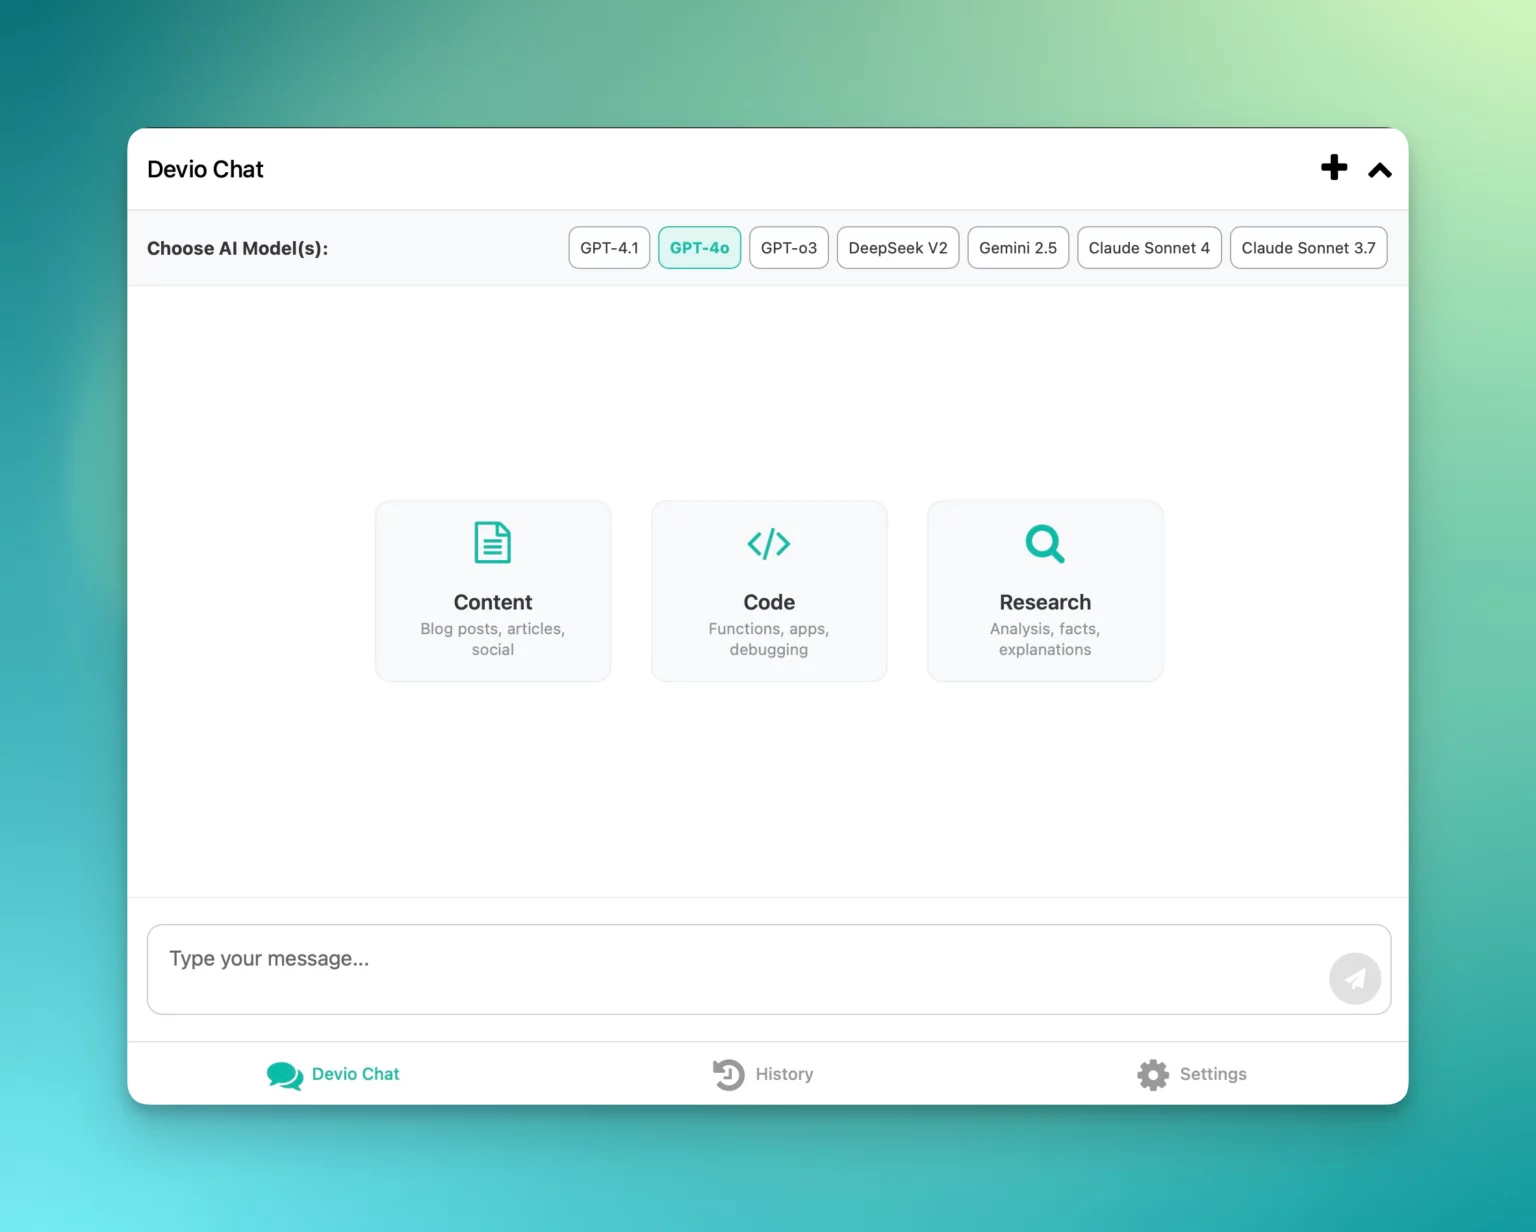 Devio Chat
Choose AI Model(s):
GPT-4.1
GPT-4o
GPT-o3
DeepSeek V2
Gemini 2.5
Claude Sonnet 4
Claude Sonnet 3.7
Content
Blog posts, articles,
social
Code
Functions, apps,
debugging
Research
Analysis, facts,
explanations
Type your message...
Devio Chat
History
Settings